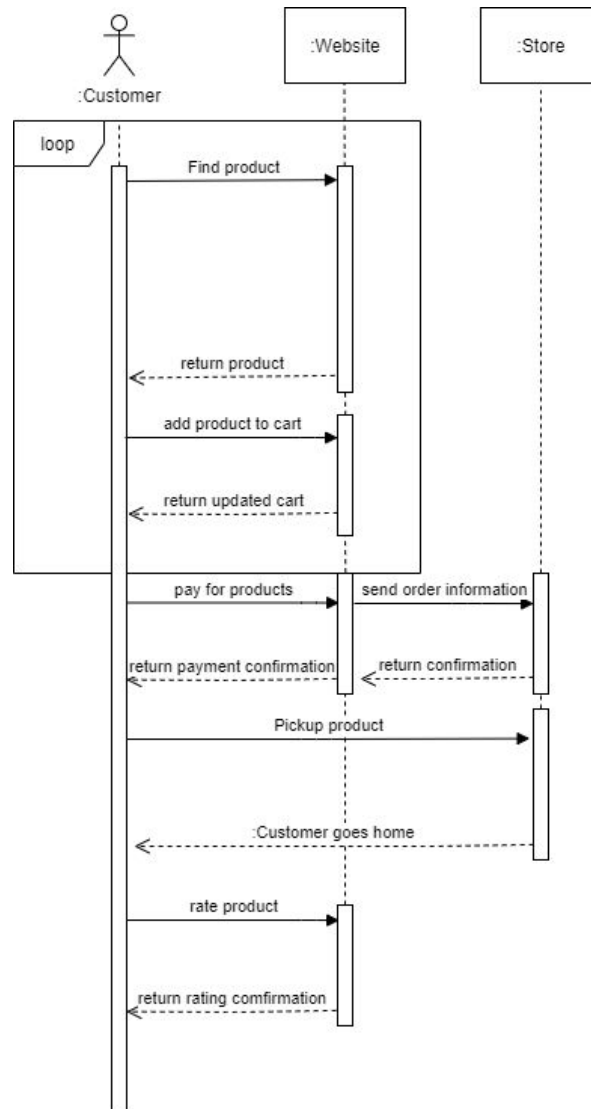 :Customer
:Website
:Store
loop
Find product
return product
add product to cart
return updated cart
pay for products
send order information
return payment confirmation
return confirmation
Pickup product
:Customer goes home
rate product
return rating comfirmation